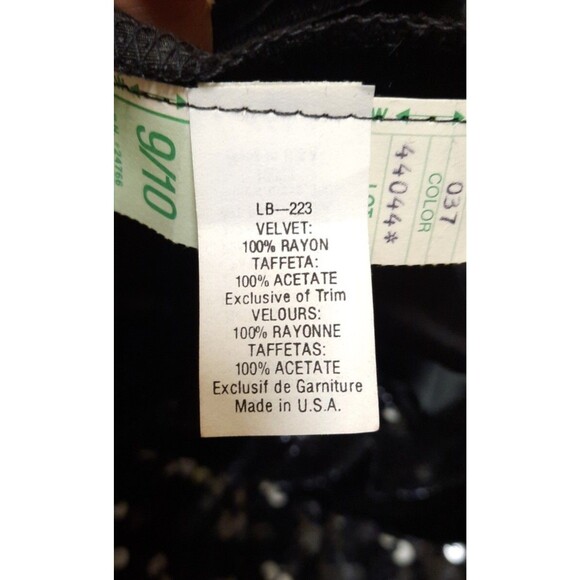 LB-–223
VELVET:
100% RAYON
TAFFETA:
100% ACETATE
Exclusive of Trim
VELOURS:
100% RAYONNE
TAFFETAS:
100% ACETATE
Exclusif de Garniture
Made in U.S.A.
9/10
037
COLOR
44044*